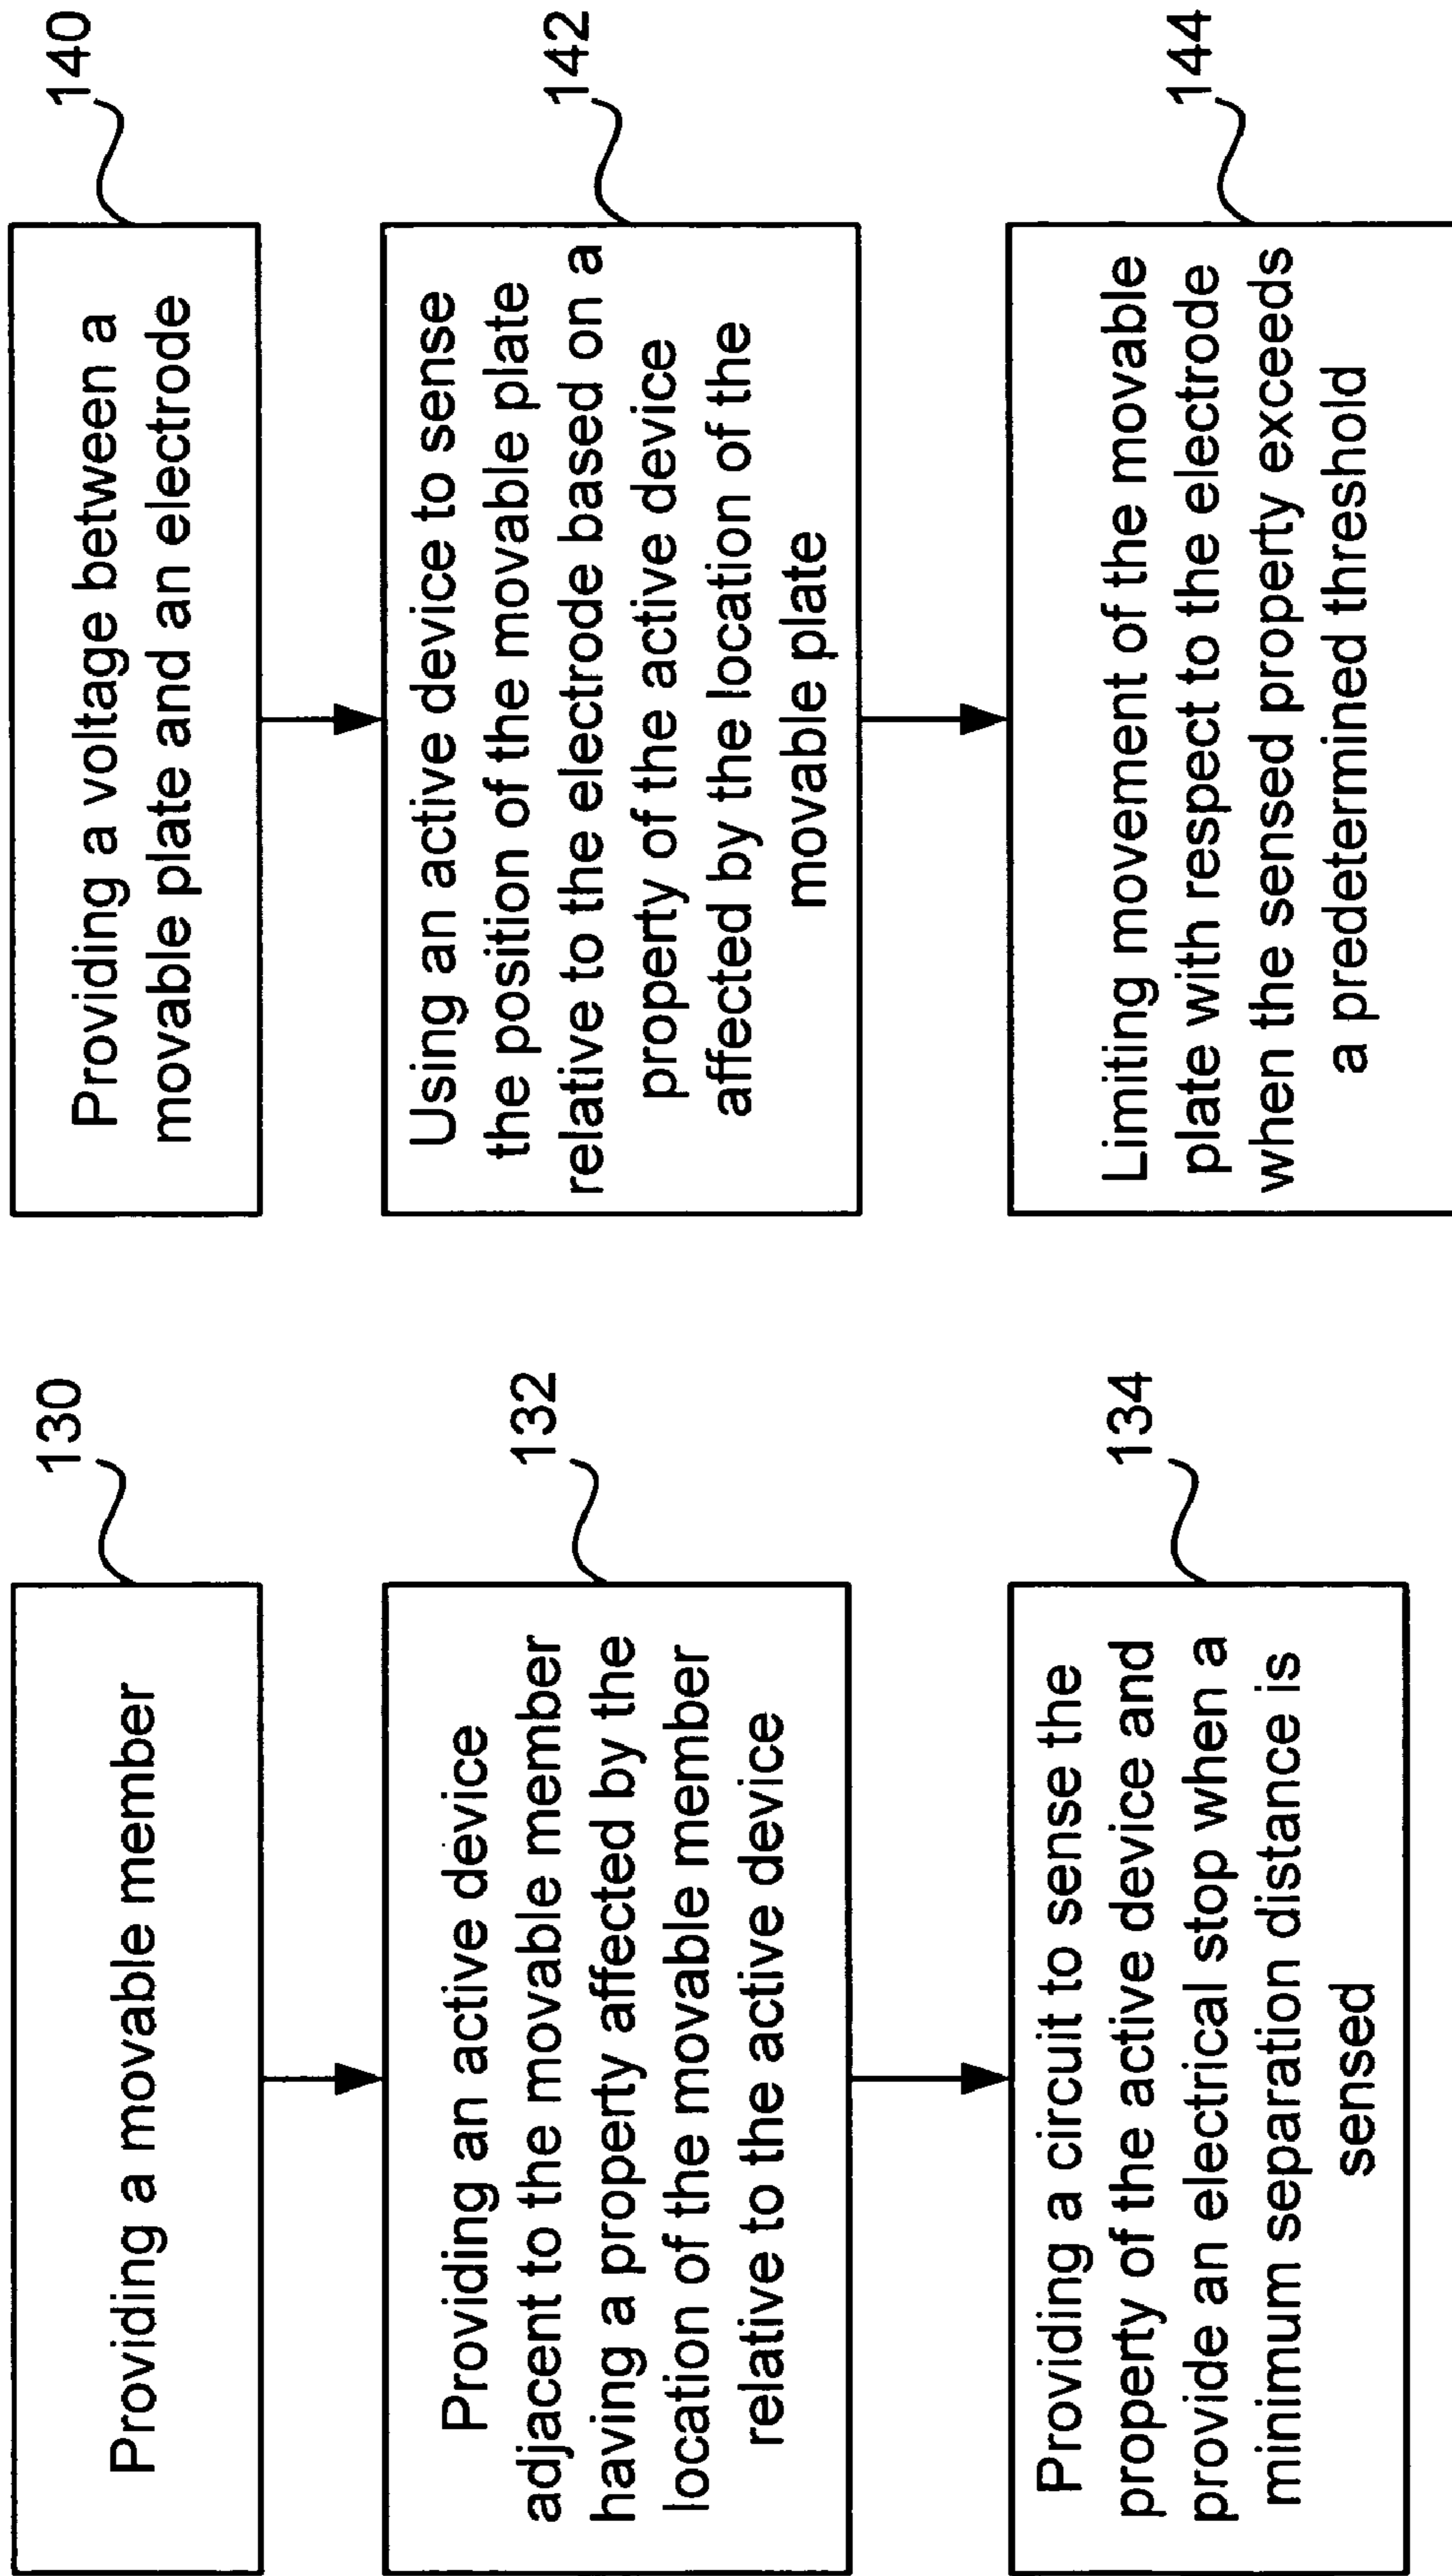 130
Providing a movable member
132
Providing an active device
adjacent to the movable member
having a property affected by the
location of the movable member
relative to the active device
134
Providing a circuit to sense the
property of the active device and
provide an electrical stop when a
minimum separation distance is
sensed
140
Providing a voltage between a
movable plate and an electrode
142
Using an active device to sense
the position of the movable plate
relative to the electrode based on a
property of the active device
affected by the location of the
movable plate
144
Limiting movement of the movable
plate with respect to the electrode
when the sensed property exceeds
a predetermined threshold